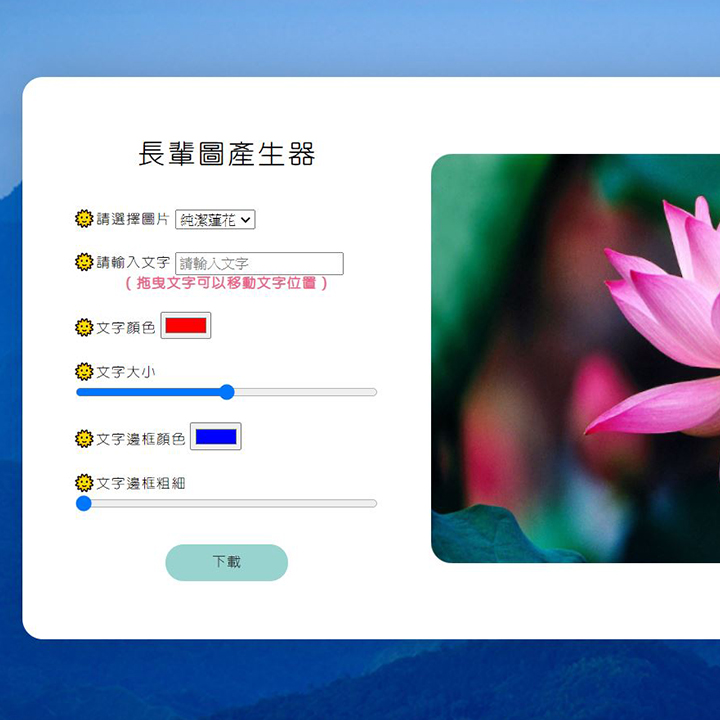 長輩圖產生器
請選擇圖片 純潔蓮花
請輸入文字 請輸入文字
( 拖曳文字可以移動文字位置 )
文字顏色
文字大小
文字邊框顏色
文字邊框粗細
下載